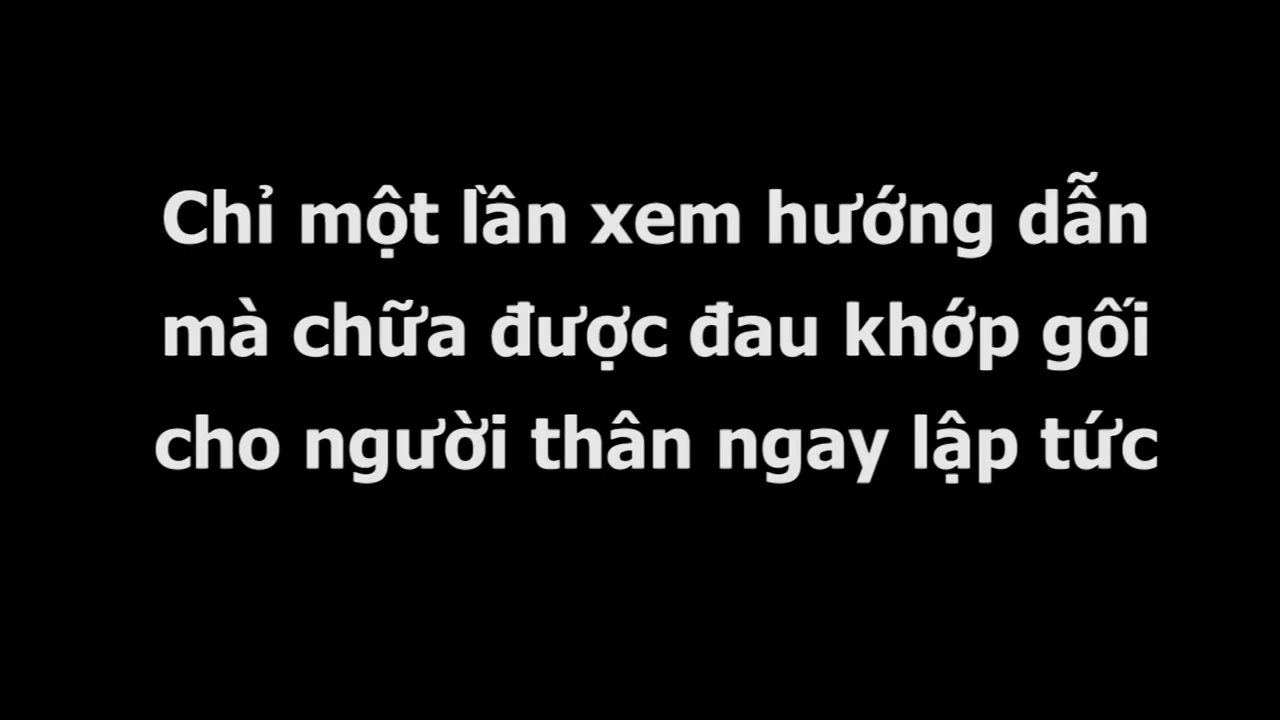 Chỉ một lần xem hướng dẫn
mà chữa được đau khớp gối
cho người thân ngay lập tức